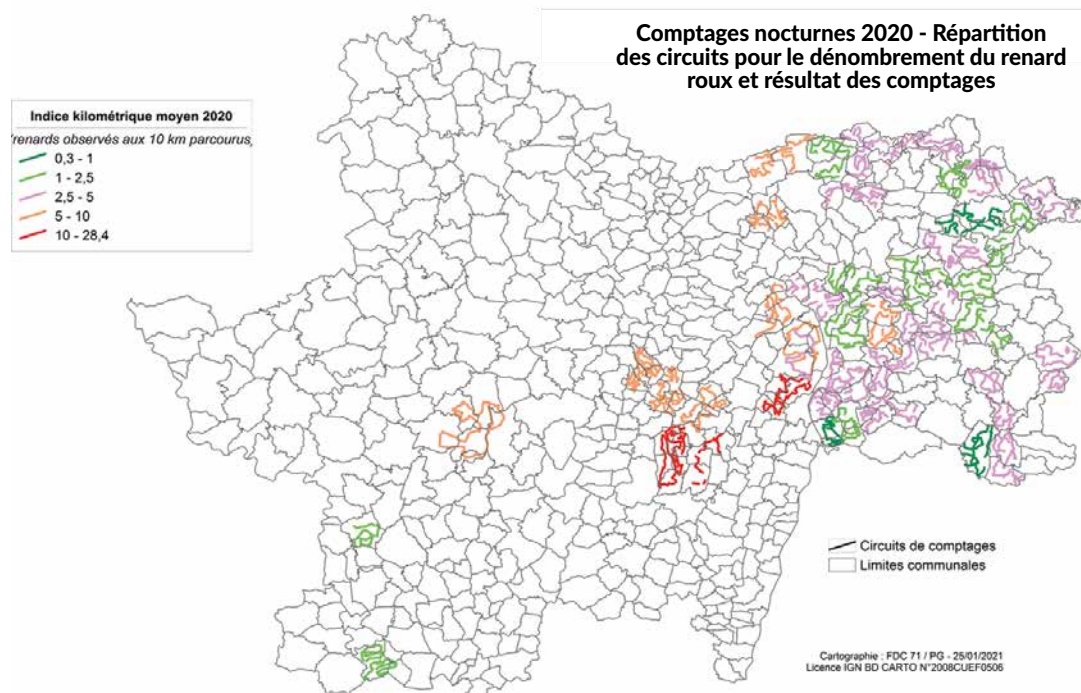 Comptages nocturnes 2020 - Répartition
des circuits pour le dénombrement du renard
roux et résultat des comptages
Indice kilométrique moyen 2020
renards observés aux 10 km parcourus
0,3 - 1
1 - 2,5
2,5 - 5
5 - 10
10 - 28,4
Circuits de comptages
Limites communales
Cartographie : FDC 71 / PG - 25/01/2021
Licence IGN BD CARTO N°2008CUEF0506